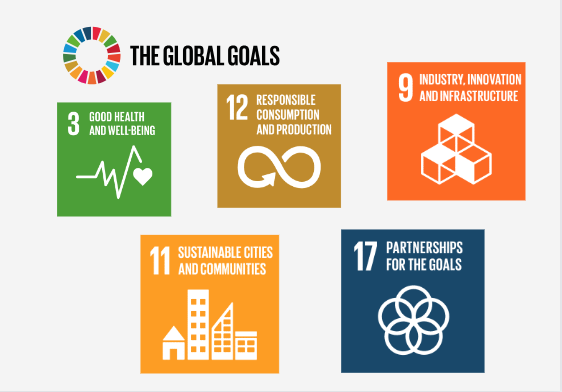 THE GLOBAL GOALS
3 GOOD HEALTH
AND WELL-BEING
12 RESPONSIBLE
CONSUMPTION
AND PRODUCTION
9 INDUSTRY, INNOVATION
AND INFRASTRUCTURE
11 SUSTAINABLE CITIES
AND COMMUNITIES
17 PARTNERSHIPS
FOR THE GOALS